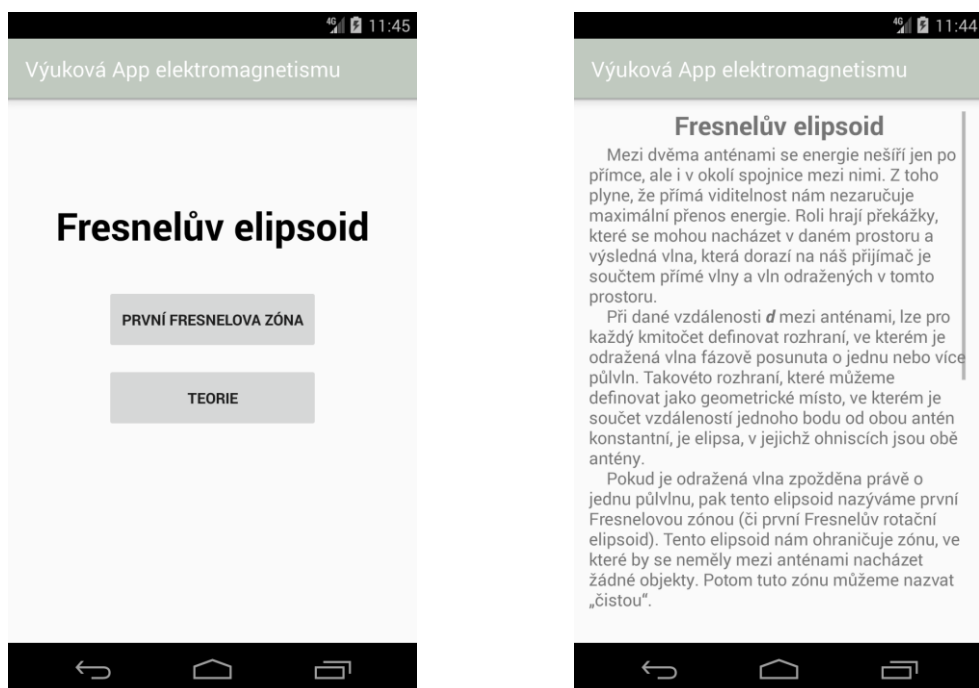 4G 11:45
Výuková App elektromagnetismu
Fresnelův elipsoid
PRVNÍ FRESNELOVA ZÓNA
TEORIE
4G 11:44
Výuková App elektromagnetismu
Fresnelův elipsoid
Mezi dvěma anténami se energie nešíří jen po
přímce, ale i v okolí spojnice mezi nimi. Z toho
plyne, že přímá viditelnost nám nezaručuje
maximální přenos energie. Roli hrají překážky,
které se mohou nacházet v daném prostoru a
výsledná vlna, která dorazí na náš přijímač je
součtem přímé vlny a vln odražených v tomto
prostoru.
Při dané vzdálenosti d mezi anténami, lze pro
každý kmitočet definovat rozhraní, ve kterém je
odražená vlna fázově posunuta o jednu nebo více
půlvln. Takovéto rozhraní, které můžeme
definovat jako geometrické místo, ve kterém je
součet vzdáleností jednoho bodu od obou antén
konstantní, je elipsa, v jejichž ohniscích jsou obě
antény.
Pokud je odražená vlna zpožděna právě o
jednu půlvlnu, pak tento elipsoid nazýváme první
Fresnelovou zónou (či první Fresnelův rotační
elipsoid). Tento elipsoid nám ohraničuje zónu, ve
které by se neměly mezi anténami nacházet
žádné objekty. Potom tuto zónu můžeme nazvat
„čistou“.